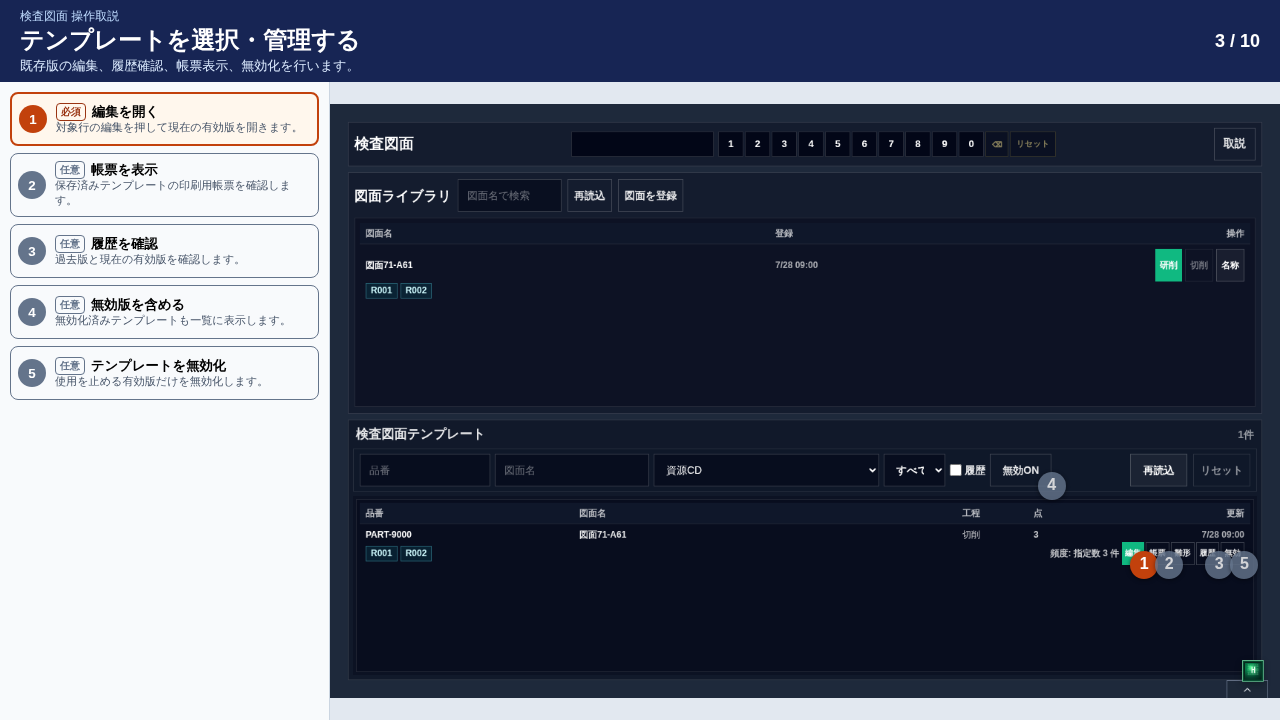 検査図面 操作取説
テンプレートを選択・管理する
既存版の編集、履歴確認、帳票表示、無効化を行います。
3 / 10
1 必須 編集を開く
対象行の編集を押して現在の有効版を開きます。
2 任意 帳票を表示
保存済みテンプレートの印刷用帳票を確認しま
す。
3 任意 履歴を確認
過去版と現在の有効版を確認します。
4 任意 無効版を含める
無効化済みテンプレートも一覧に表示します。
5 任意 テンプレートを無効化
使用を止める有効版だけを無効化します。
検査図面 1 2 3 4 5 6 7 8 9 0 ⌫ リセット 取説
図面ライブラリ 図面名で検索 再読込 図面を登録
図面名 登録 操作
図面71-A61 7/28 09:00 研削 切削 名称
R001 R002
検査図面テンプレート 1件
品番 図面名 資源CD すべて 履歴 無効ON 再読込 リセット
4
品番 図面名 工程 点 更新
PART-9000 図面71-A61 切削 3 7/28 09:00
R001 R002 頻度: 指定数 3 件 編集 帳票 雛形 履歴 無効
1 2 3 5